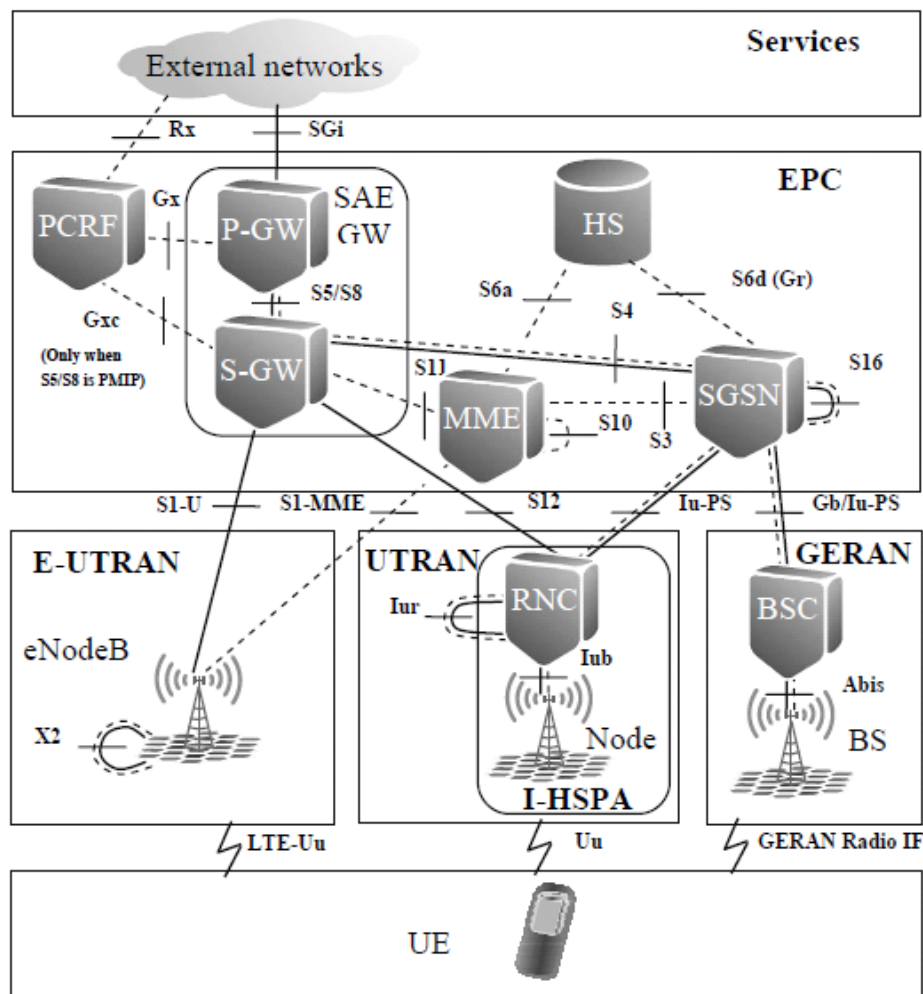 Services
External networks
Rx
SGi
EPC
PCRF
Gx
P-GW
SAE
GW
HS
S6a
S6d (Gr)
S5/S8
S4
Gxc
(Only when
S5/S8 is PMIP)
S-GW
S11
MME
SGSN
S16
S10
S3
S1-U
S1-MME
S12
Iu-PS
Gb/Iu-PS
E-UTRAN
UTRAN
GERAN
RNC
BSC
Iur
eNodeB
Iub
Abis
X2
Node
BS
I-HSPA
LTE-Uu
Uu
GERAN Radio IF
UE